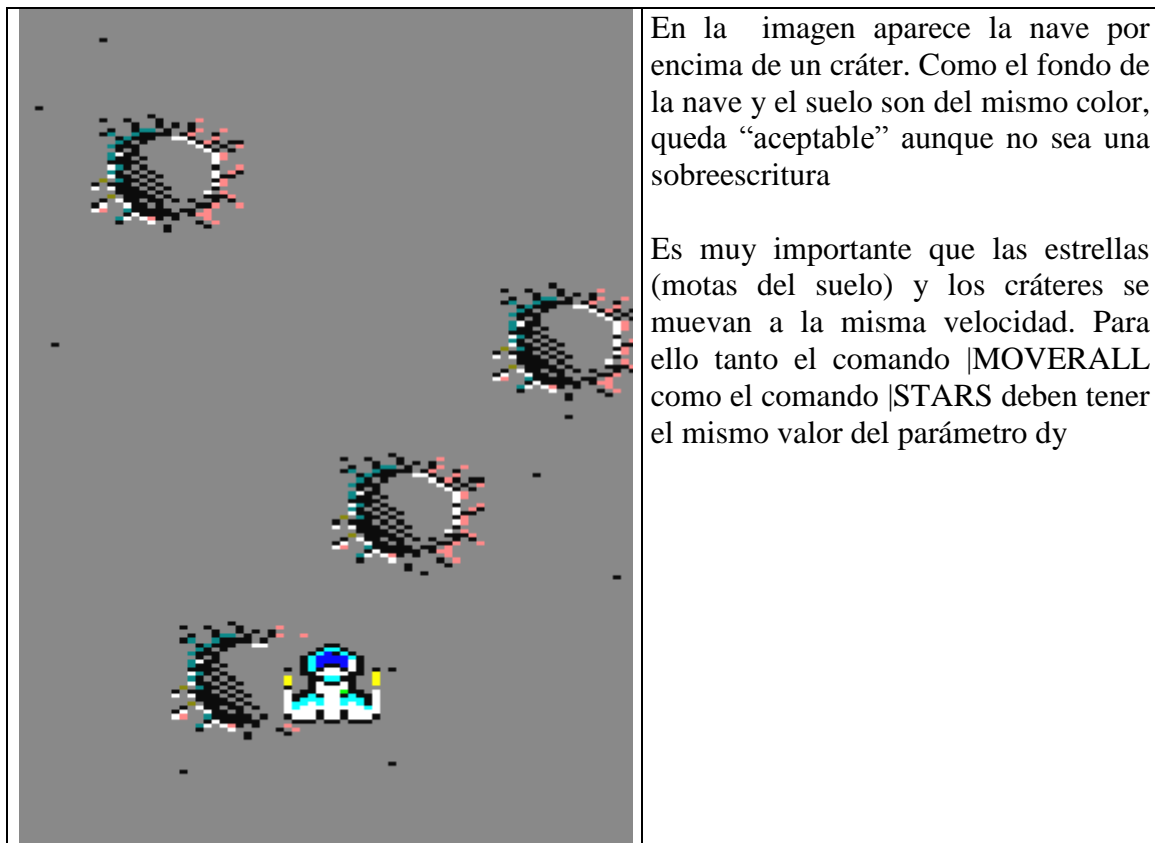 En la imagen aparece la nave por
encima de un cráter. Como el fondo de
la nave y el suelo son del mismo color,
queda “aceptable” aunque no sea una
sobreescritura
Es muy importante que las estrellas
(motas del suelo) y los cráteres se
muevan a la misma velocidad. Para
ello tanto el comando |MOVERALL
como el comando |STARS deben tener
el mismo valor del parámetro dy